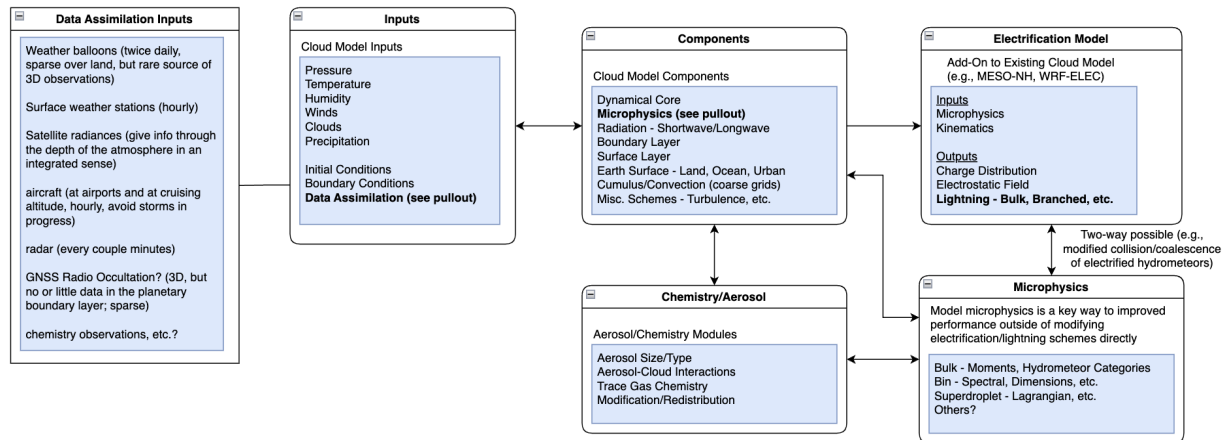 Data Assimilation Inputs
Weather balloons (twice daily,
sparse over land, but rare source of
3D observations)
Surface weather stations (hourly)
Satellite radiances (give info through
the depth of the atmosphere in an
integrated sense)
aircraft (at airports and at cruising
altitude, hourly, avoid storms in
progress)
radar (every couple minutes)
GNSS Radio Occultation? (3D, but
no or little data in the planetary
boundary layer; sparse)
chemistry observations, etc.?
Inputs
Cloud Model Inputs
Pressure
Temperature
Humidity
Winds
Clouds
Precipitation
Initial Conditions
Boundary Conditions
Data Assimilation (see pullout)
Components
Cloud Model Components
Dynamical Core
Microphysics (see pullout)
Radiation - Shortwave/Longwave
Boundary Layer
Surface Layer
Earth Surface - Land, Ocean, Urban
Cumulus/Convection (coarse grids)
Misc. Schemes - Turbulence, etc.
Electrification Model
Add-On to Existing Cloud Model
(e.g., MESO-NH, WRF-ELEC)
Inputs
Microphysics
Kinematics
Outputs
Charge Distribution
Electrostatic Field
Lightning - Bulk, Branched, etc.
Two-way possible (e.g.,
modified collision/coalescence
of electrified hydrometeors)
Chemistry/Aerosol
Aerosol/Chemistry Modules
Aerosol Size/Type
Aerosol-Cloud Interactions
Trace Gas Chemistry
Modification/Redistribution
Microphysics
Model microphysics is a key way to improved
performance outside of modifying
electrification/lightning schemes directly
Bulk - Moments, Hydrometeor Categories
Bin - Spectral, Dimensions, etc.
Superdroplet - Lagrangian, etc.
Others?